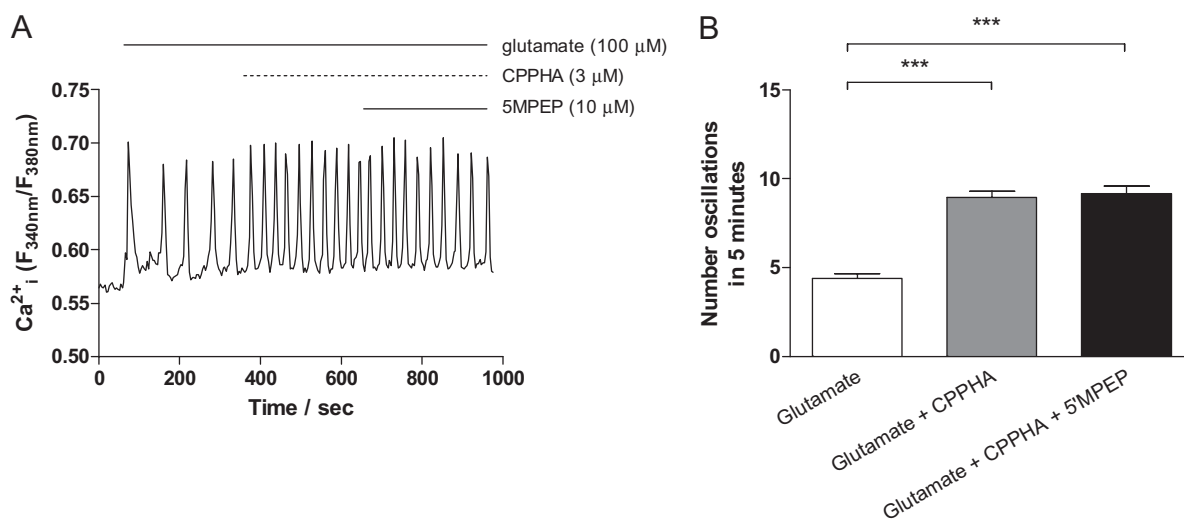 A
glutamate (100 µM)
CPPHA (3 µM)
5MPEP (10 µM)
Ca2+i (F340nm/F380nm)
0.75
0.70
0.65
0.60
0.55
0.50
0 200 400 600 800 1000
Time / sec
B
***
***
Number oscillations
in 5 minutes
15
10
5
0
Glutamate
Glutamate + CPPHA
Glutamate + CPPHA + 5'MPEP